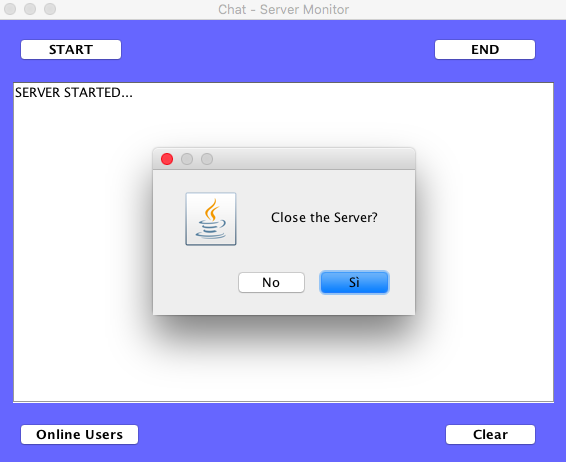 Chat - Server Monitor
START
END
SERVER STARTED...
Close the Server?
No
Sì
Online Users
Clear